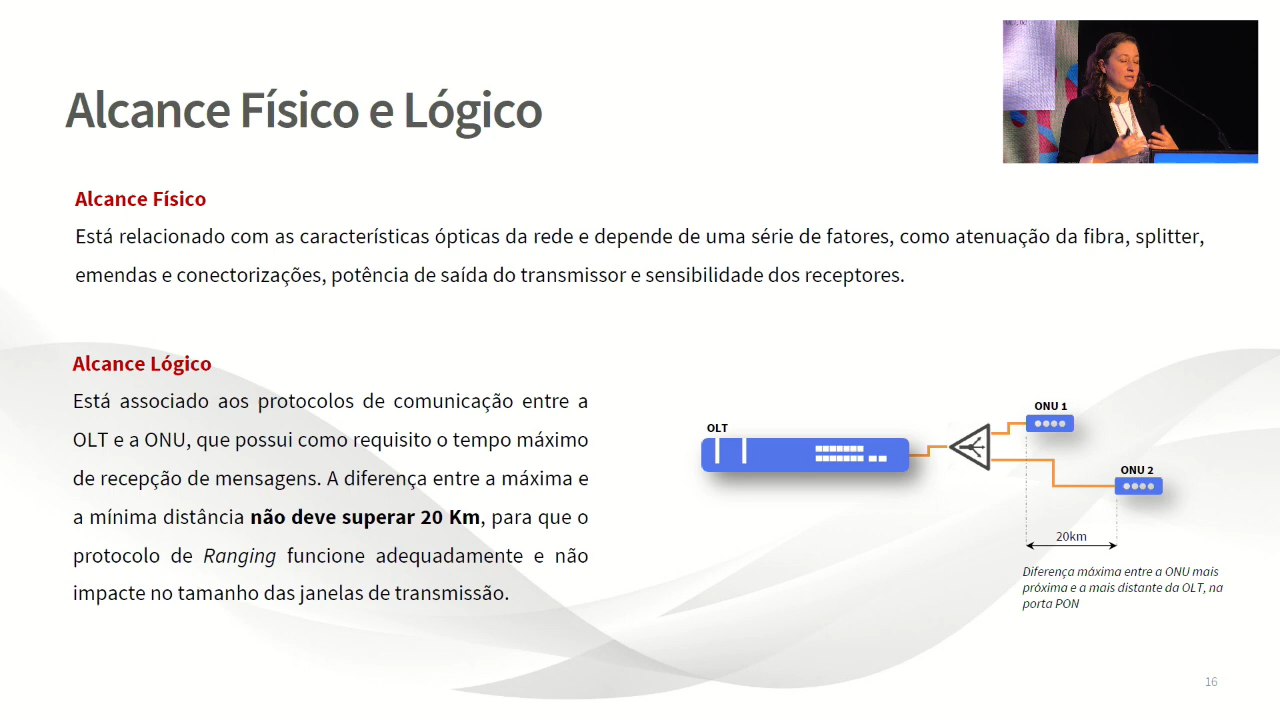 Alcance Físico e Lógico
Alcance Físico
Está relacionado com as características ópticas da rede e depende de uma série de fatores, como atenuação da fibra, splitter,
emendas e conectorizações, potência de saída do transmissor e sensibilidade dos receptores.
Alcance Lógico
Está associado aos protocolos de comunicação entre a
OLT e a ONU, que possui como requisito o tempo máximo
de recepção de mensagens. A diferença entre a máxima e
a mínima distância não deve superar 20 Km, para que o
protocolo de Ranging funcione adequadamente e não
impacte no tamanho das janelas de transmissão.
OLT
ONU 1
ONU 2
20km
Diferença máxima entre a ONU mais
próxima e a mais distante da OLT, na
porta PON
16